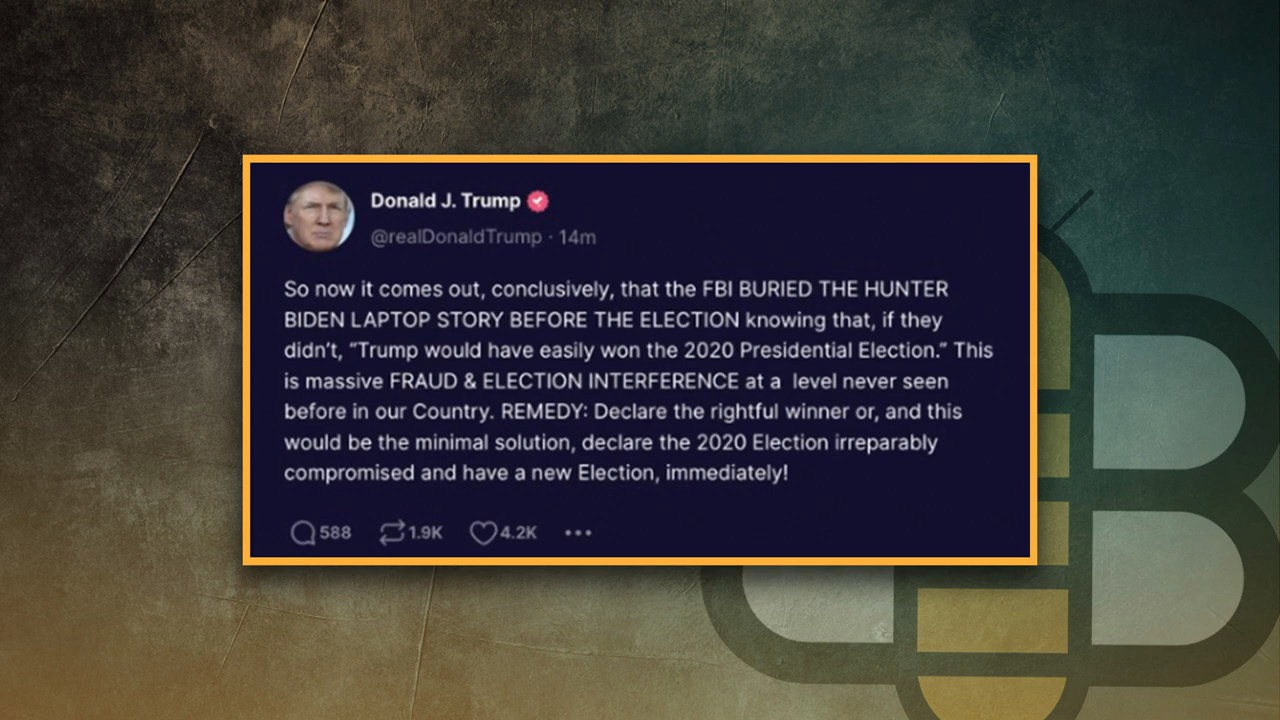 Donald J. Trump
@realDonaldTrump · 14m
So now it comes out, conclusively, that the FBI BURIED THE HUNTER
BIDEN LAPTOP STORY BEFORE THE ELECTION knowing that, if they
didn't, “Trump would have easily won the 2020 Presidential Election.” This
is massive FRAUD & ELECTION INTERFERENCE at a  level never seen
before in our Country. REMEDY: Declare the rightful winner or, and this
would be the minimal solution, declare the 2020 Election irreparably
compromised and have a new Election, immediately!
588 1.9K 4.2K